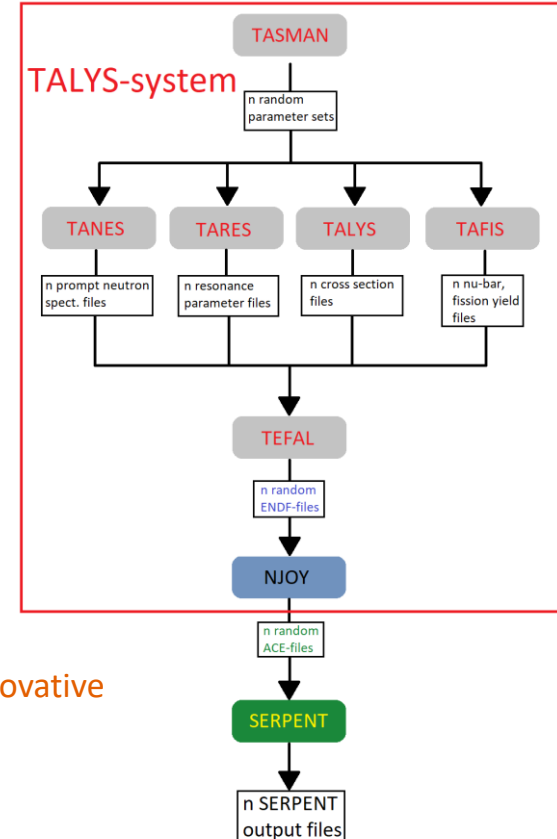 TASMAN
TALYS-system
n random
parameter sets
TANES
TARES
TALYS
TAFIS
n prompt neutron
spect. files
n resonance
parameter files
n cross section
files
n nu-bar,
fission yield
files
TEFAL
n random
ENDF-files
NJOY
n random
ACE-files
ovative
SERPENT
n SERPENT
output files